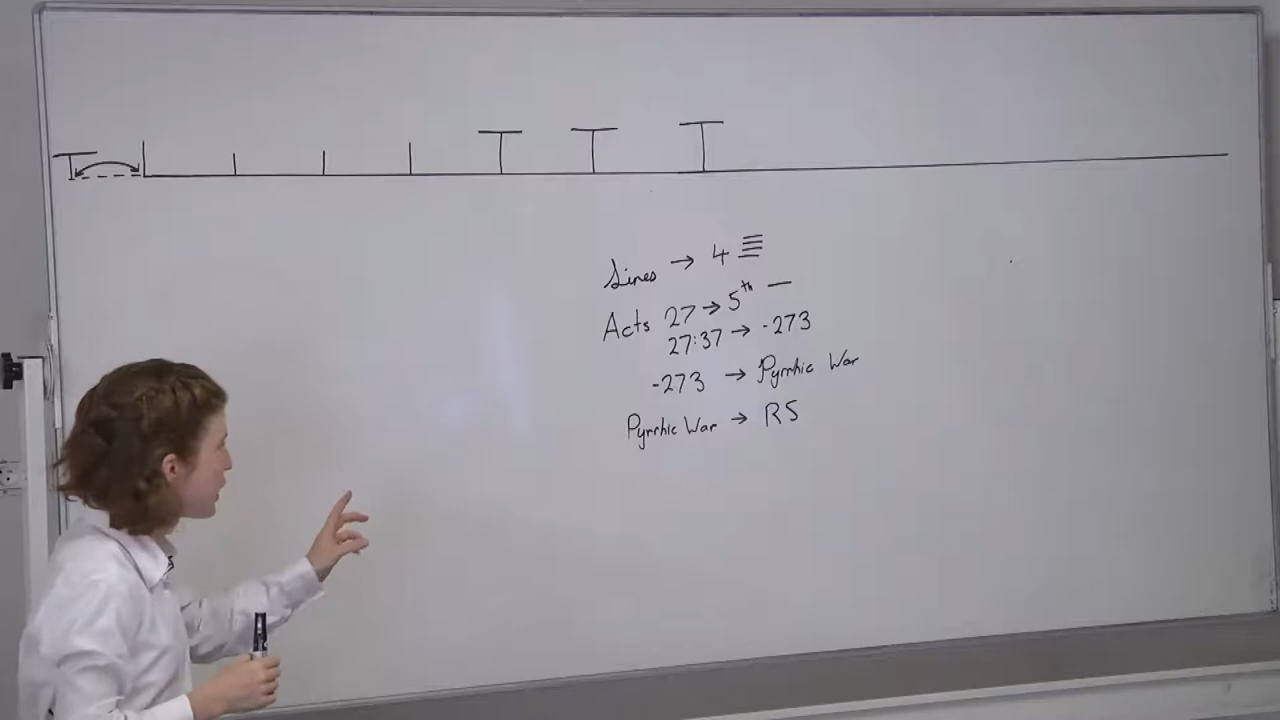 Lines → 4
Acts 27 → 5th —
27:37 → -273
-273 → Pyrrhic War
Pyrrhic War → RS